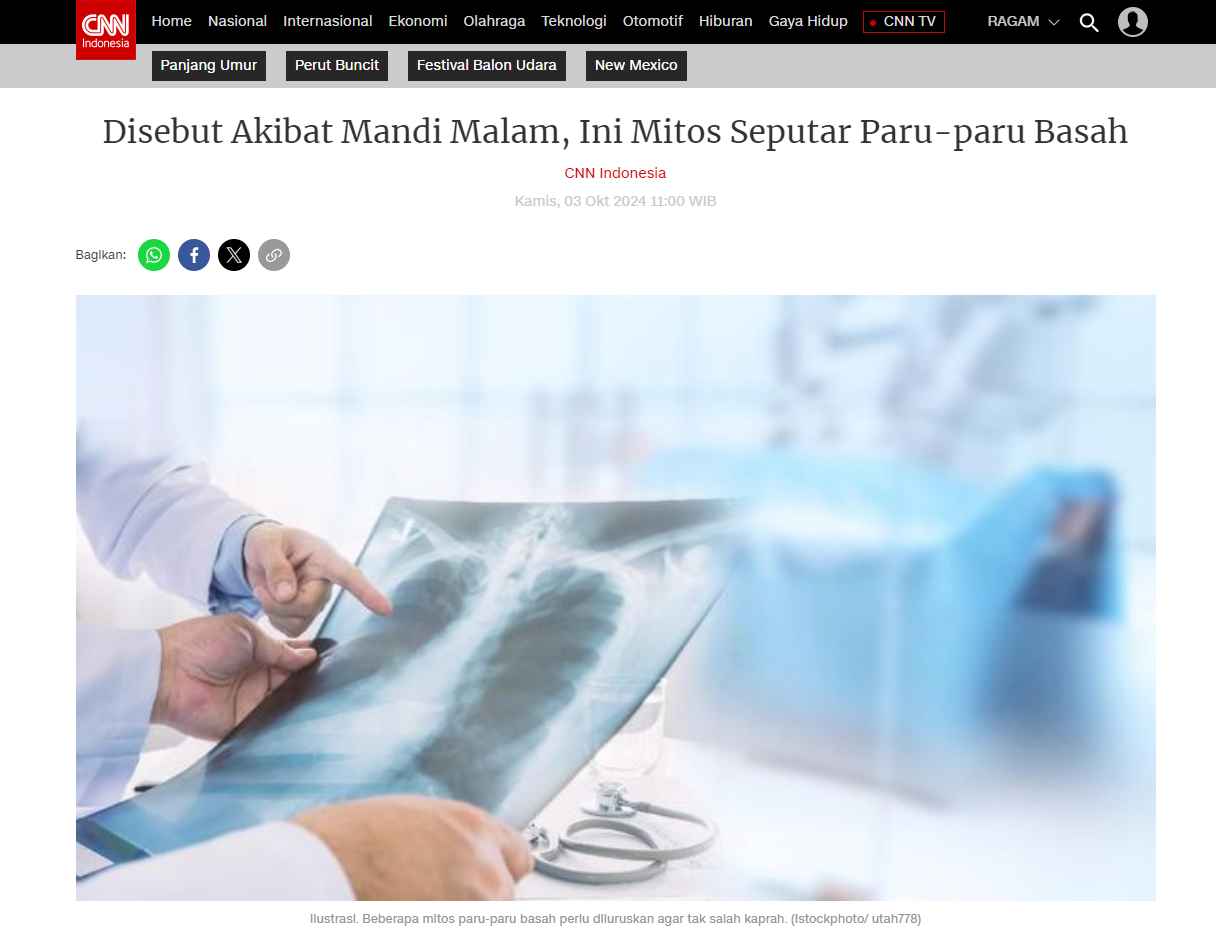 CNN
Indonesia
Home Nasional Internasional Ekonomi Olahraga Teknologi Otomotif Hiburan Gaya Hidup CNN TV RAGAM
Panjang Umur Perut Buncit Festival Balon Udara New Mexico
Disebut Akibat Mandi Malam, Ini Mitos Seputar Paru-paru Basah
CNN Indonesia
Kamis, 03 Okt 2024 11:00 WIB
Bagikan:
Ilustrasi. Beberapa mitos paru-paru basah perlu diluruskan agar tak salah kaprah. (Istockphoto/ utah778)